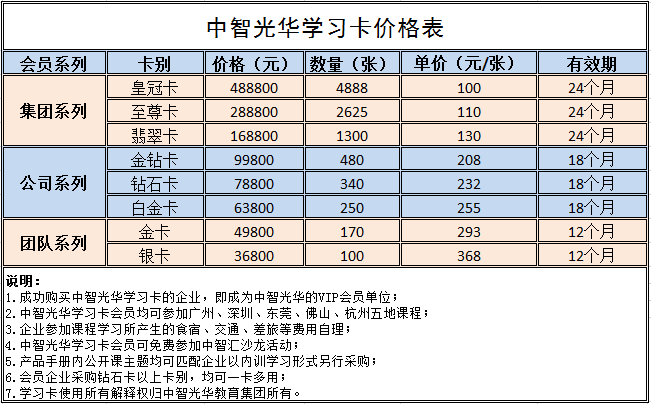 中智光华学习卡价格表
会员系列 卡别 价格（元） 数量（张） 单价（元/张） 有效期
集团系列 皇冠卡 488800 4888 100 24个月
至尊卡 288800 2625 110 24个月
翡翠卡 168800 1300 130 24个月
公司系列 金钻卡 99800 480 208 18个月
钻石卡 78800 340 232 18个月
白金卡 63800 250 255 18个月
团队系列 金卡 49800 170 293 12个月
银卡 36800 100 368 12个月
说明：
1.成功购买中智光华学习卡的企业，即成为中智光华的VIP会员单位；
2.中智光华学习卡会员均可参加广州、深圳、东莞、佛山、杭州五地课程；
3.企业参加课程学习所产生的食宿、交通、差旅等费用自理；
4.中智光华学习卡会员可免费参加中智汇沙龙活动；
5.产品手册内公开课主题均可匹配企业以内训学习形式另行采购；
6.会员企业采购钻石卡以上卡别，均可一卡多用；
7.学习卡使用所有解释权归中智光华教育集团所有。